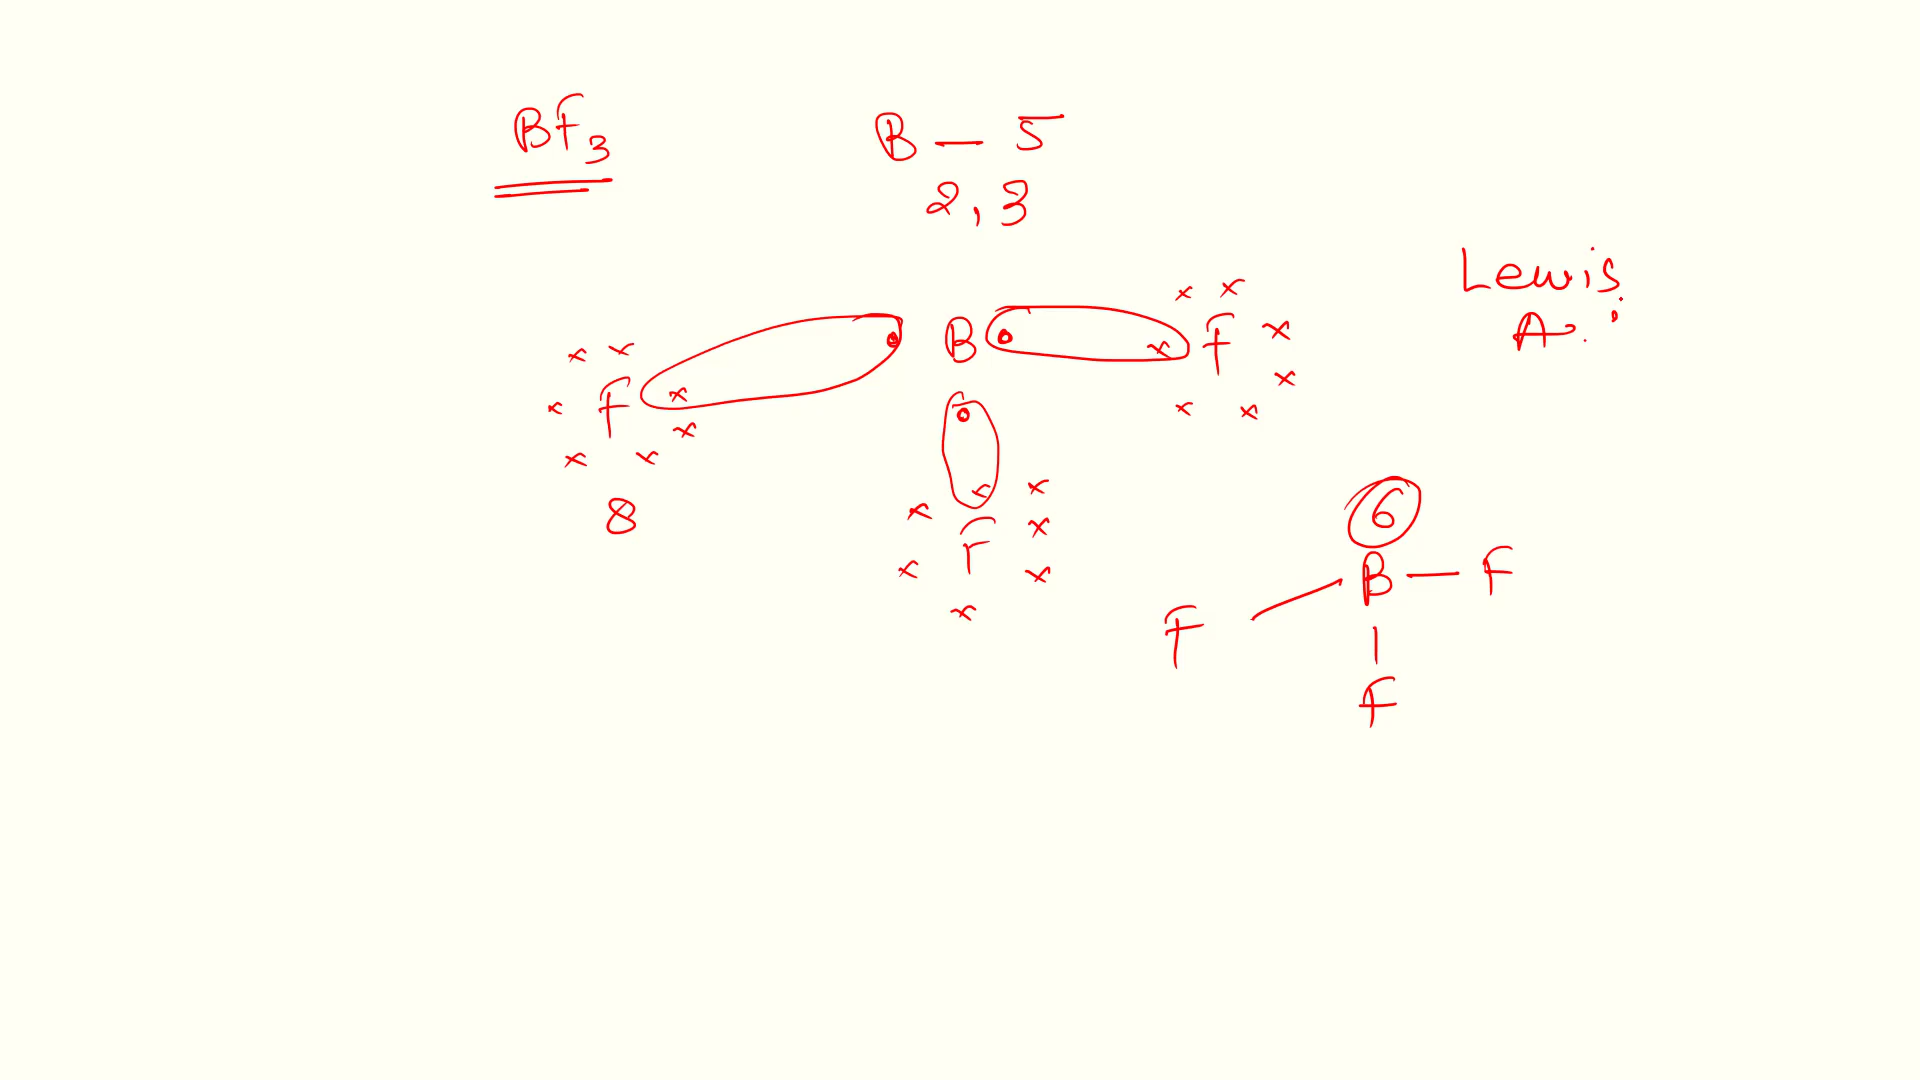 BF3
B — 5
2, 3
Lewis
A.
x x
F x
x
x x
x
B
x x
x F x
x
x x
8
x x
x x
F
x x
x
6
B — F
F
F